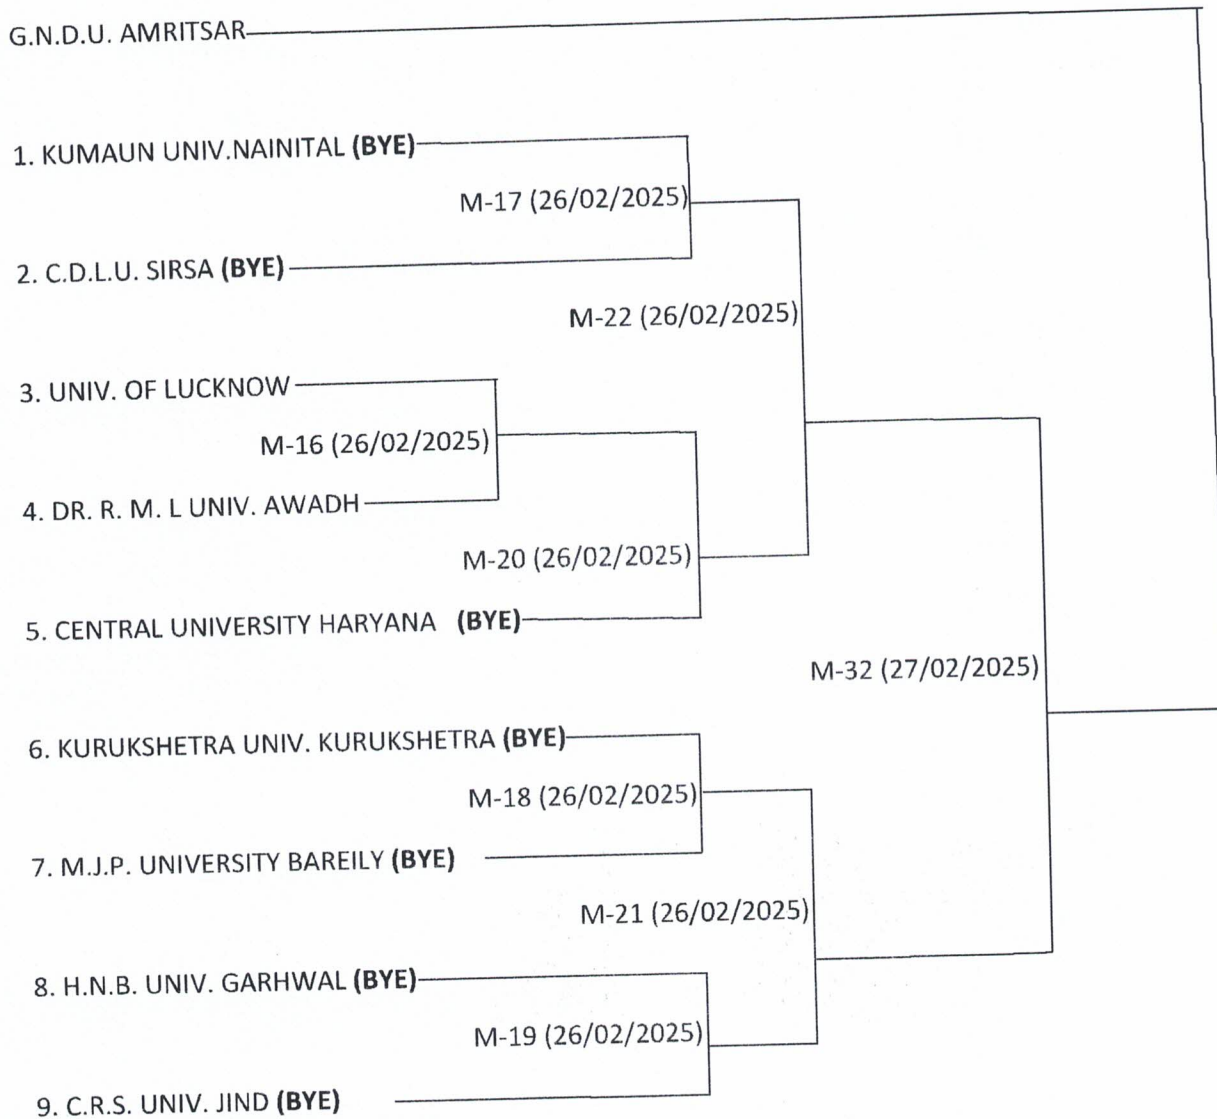 G.N.D.U. AMRITSAR
1. KUMAUN UNIV.NAINITAL (BYE)
M-17 (26/02/2025)
2. C.D.L.U. SIRSA (BYE)
M-22 (26/02/2025)
3. UNIV. OF LUCKNOW
M-16 (26/02/2025)
4. DR. R. M. L UNIV. AWADH
M-20 (26/02/2025)
5. CENTRAL UNIVERSITY HARYANA (BYE)
M-32 (27/02/2025)
6. KURUKSHETRA UNIV. KURUKSHETRA (BYE)
M-18 (26/02/2025)
7. M.J.P. UNIVERSITY BAREILY (BYE)
M-21 (26/02/2025)
8. H.N.B. UNIV. GARHWAL (BYE)
M-19 (26/02/2025)
9. C.R.S. UNIV. JIND (BYE)